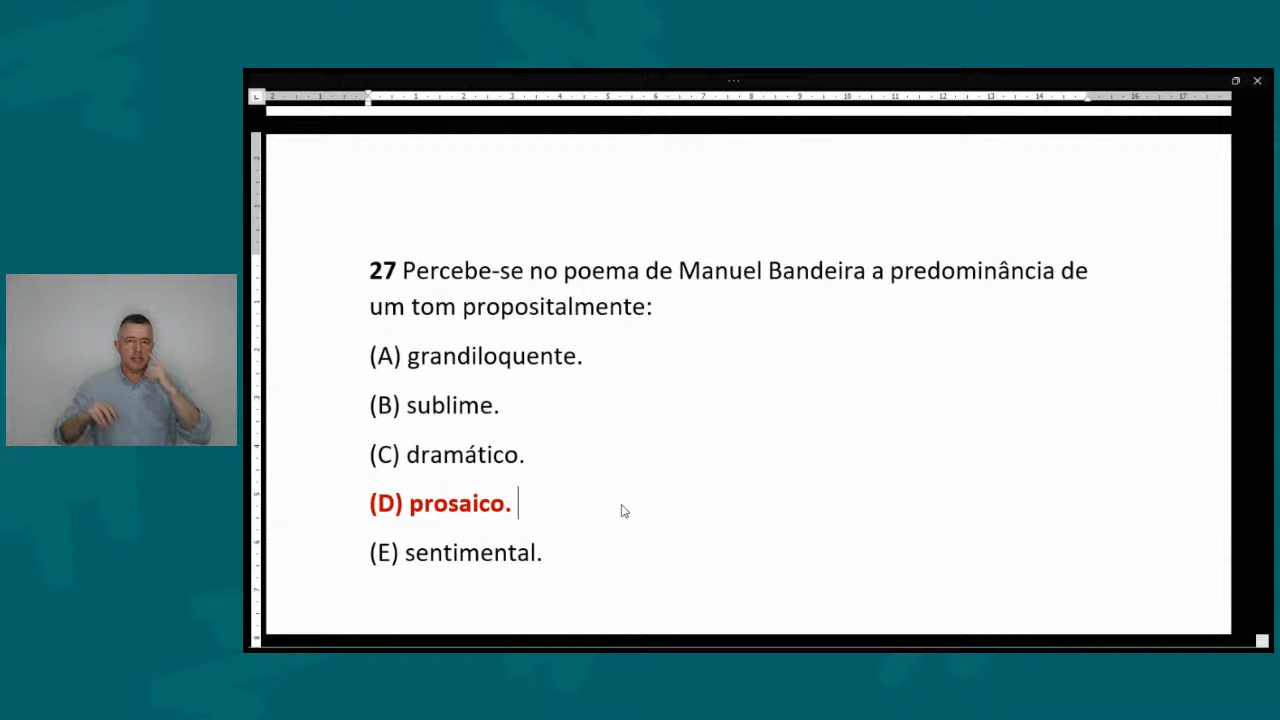 27 Percebe-se no poema de Manuel Bandeira a predominância de
um tom propositalmente:
(A) grandiloquente.
(B) sublime.
(C) dramático.
(D) prosaico.
(E) sentimental.